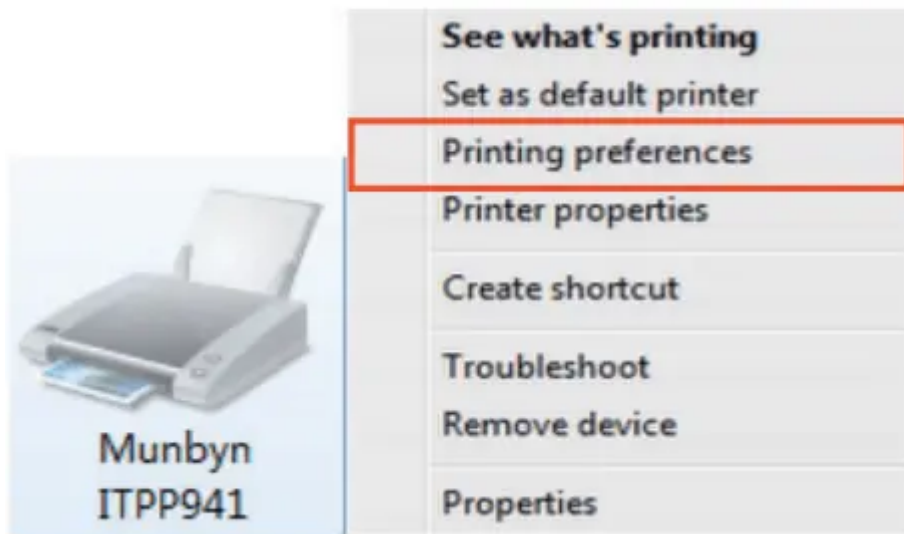 See what's printing
Set as default printer
Printing preferences
Printer properties
Create shortcut
Troubleshoot
Remove device
Properties
Munbyn
ITPP941